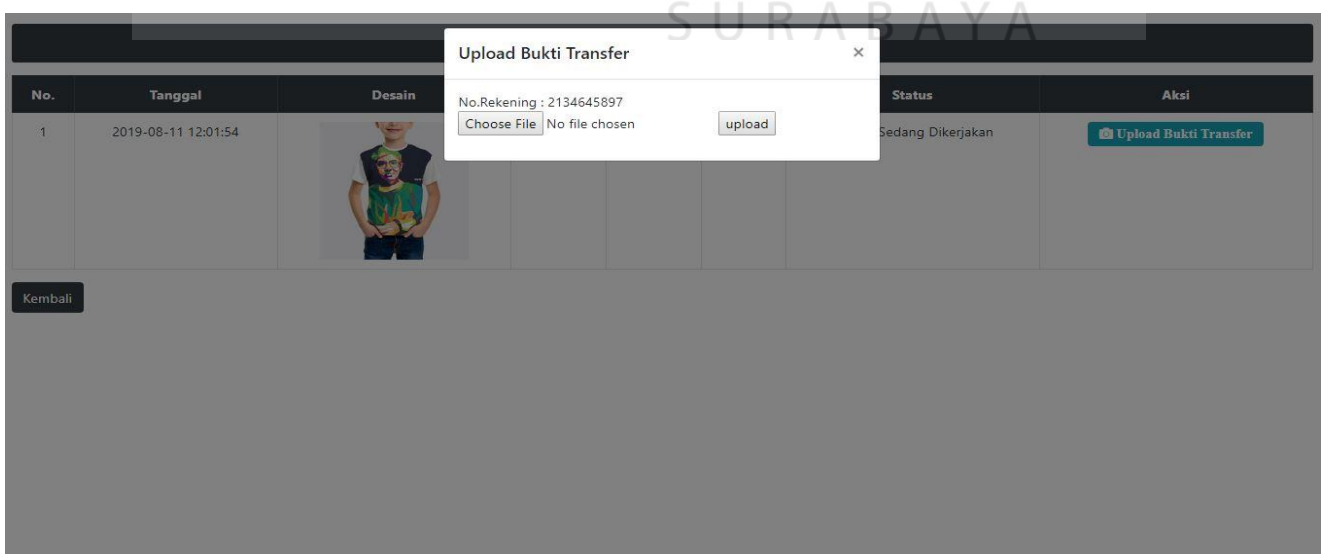 SURABAYA
Upload Bukti Transfer ×
No. Tanggal Desain Status Aksi
No.Rekening : 2134645897
Choose File No file chosen upload
1 2019-08-11 12:01:54 Sedang Dikerjakan Upload Bukti Transfer
Kembali